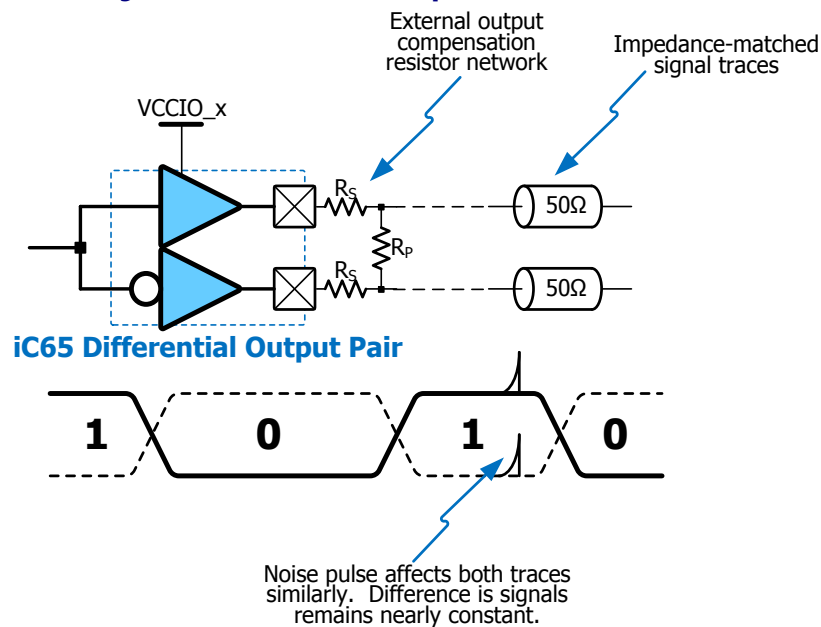 External output
compensation
resistor network
Impedance-matched
signal traces
VCCIO_x
RS
50Ω
RP
RS
50Ω
iC65 Differential Output Pair
1 0 1 0
Noise pulse affects both traces
similarly. Difference is signals
remains nearly constant.